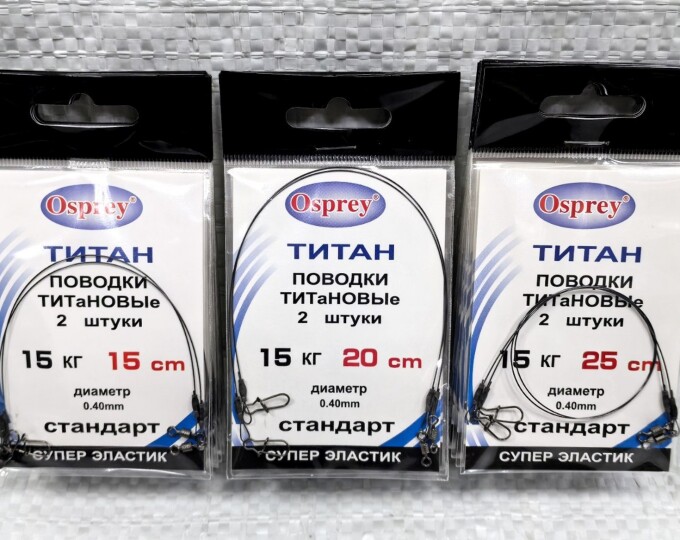 Osprey®
ТИТАН
ПОВОДКИ
ТИТаНОВЫе
2 штуки
15 кг 15 cm
диаметр
0.40mm
стандарт
СУПЕР ЭЛАСТИК
Osprey®
ТИТАН
ПОВОДКИ
ТИТаНОВЫе
2 штуки
15 кг 20 cm
диаметр
0.40mm
стандарт
СУПЕР ЭЛАСТИК
Osprey®
ТИТАН
ПОВОДКИ
ТИТаНОВЫе
2 штуки
15 кг 25 cm
диаметр
0.40mm
стандарт
СУПЕР ЭЛАСТИК